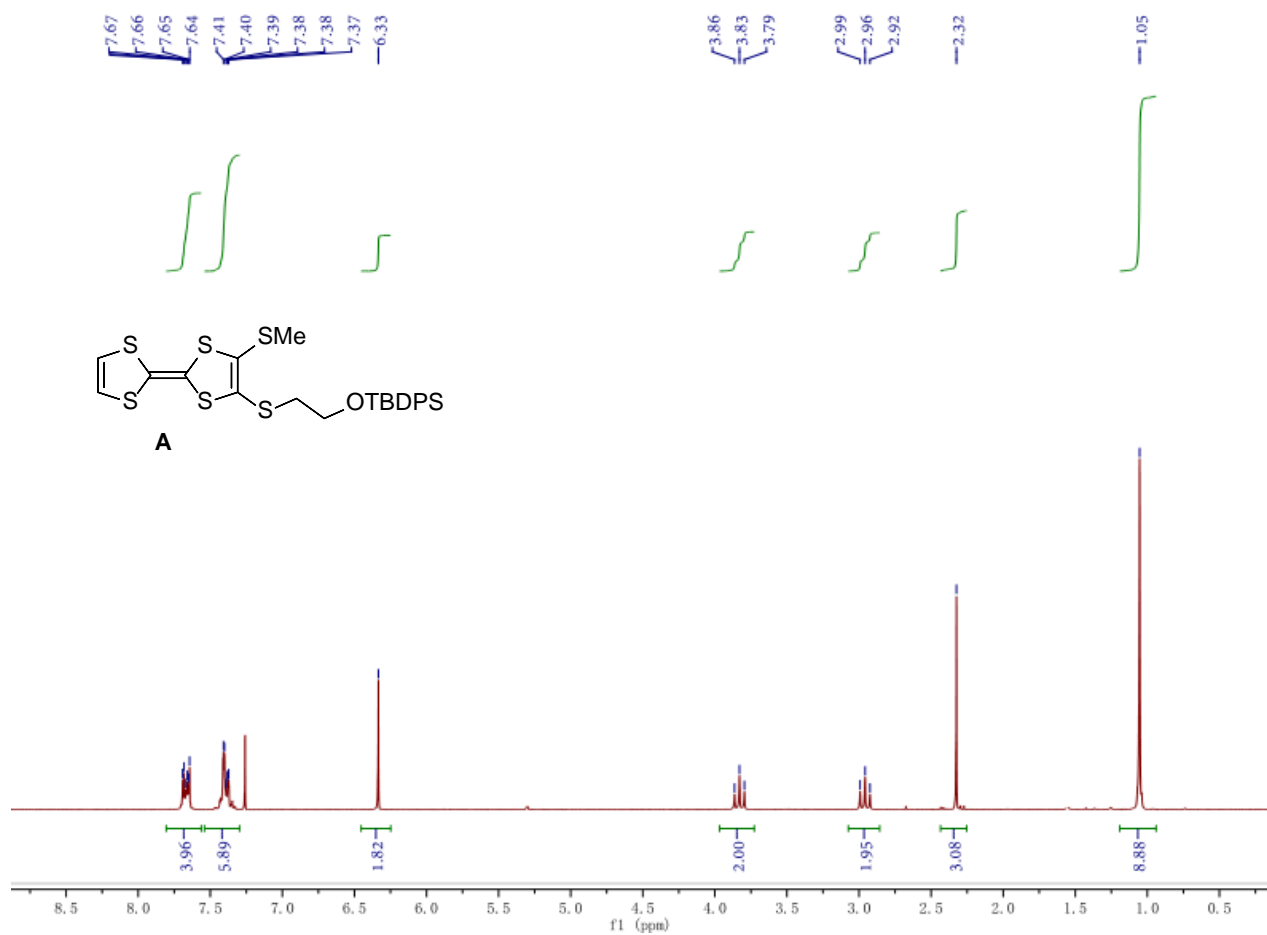 7.67 7.66 7.65 7.64 7.41 7.40 7.39 7.38 7.38 7.37 6.33 3.86 3.83 3.79 2.99 2.96 2.92 2.32 1.05
S S SMe
S S S OTBDPS
A
3.96 5.89 1.82 2.00 1.95 3.08 8.88
8.5 8.0 7.5 7.0 6.5 6.0 5.5 5.0 4.5 4.0 3.5 3.0 2.5 2.0 1.5 1.0 0.5
f1 (ppm)